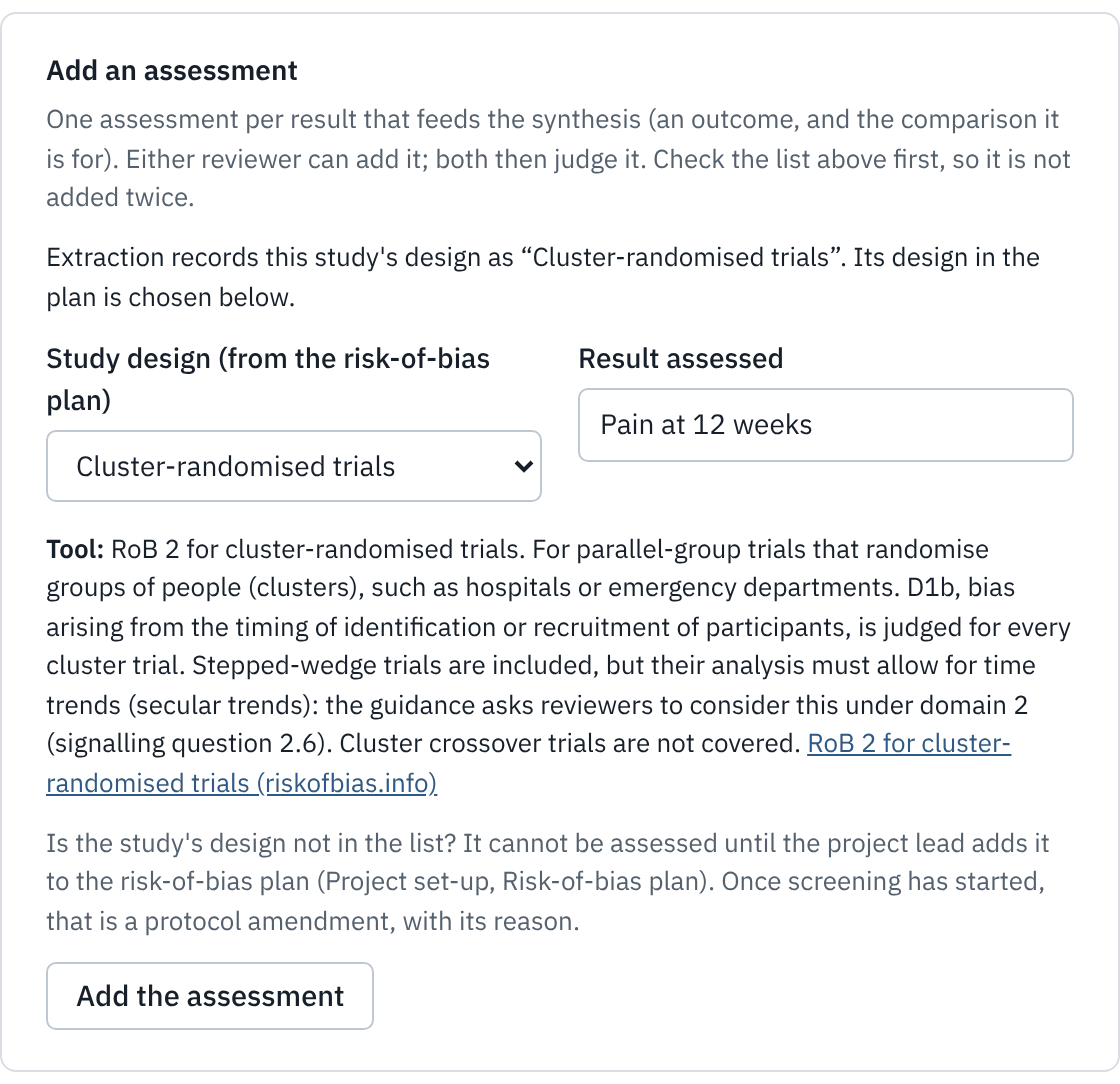 Add an assessment
One assessment per result that feeds the synthesis (an outcome, and the comparison it
is for). Either reviewer can add it; both then judge it. Check the list above first, so it is not
added twice.
Extraction records this study's design as “Cluster-randomised trials”. Its design in the
plan is chosen below.
Study design (from the risk-of-bias
plan)
Cluster-randomised trials
Result assessed
Pain at 12 weeks
Tool: RoB 2 for cluster-randomised trials. For parallel-group trials that randomise
groups of people (clusters), such as hospitals or emergency departments. D1b, bias
arising from the timing of identification or recruitment of participants, is judged for every
cluster trial. Stepped-wedge trials are included, but their analysis must allow for time
trends (secular trends): the guidance asks reviewers to consider this under domain 2
(signalling question 2.6). Cluster crossover trials are not covered. RoB 2 for cluster-
randomised trials (riskofbias.info)
Is the study's design not in the list? It cannot be assessed until the project lead adds it
to the risk-of-bias plan (Project set-up, Risk-of-bias plan). Once screening has started,
that is a protocol amendment, with its reason.
Add the assessment